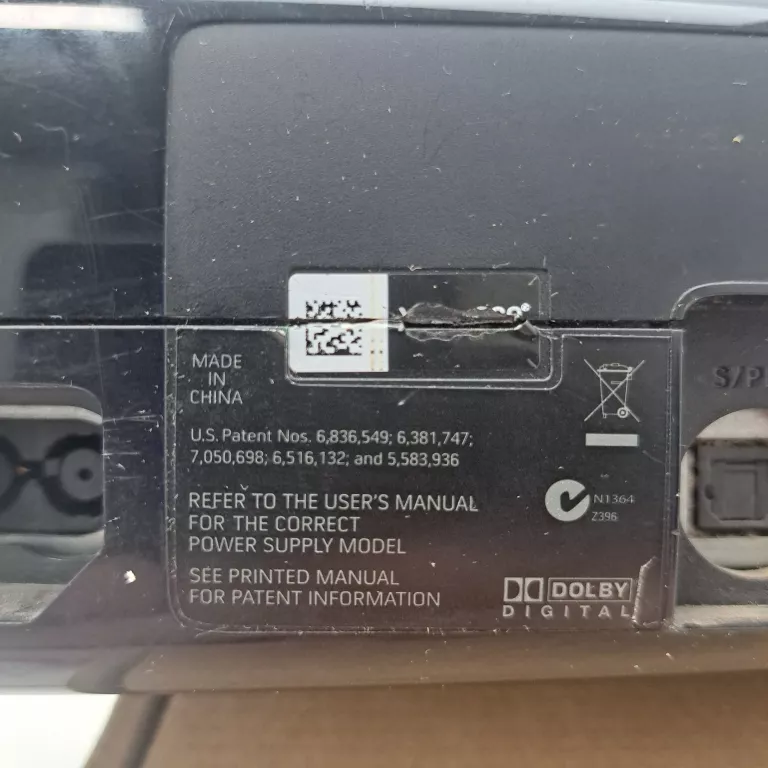 MADE
IN
CHINA
U.S. Patent Nos. 6,836,549; 6,381,747;
7,050,698; 6,516,132; and 5,583,936
REFER TO THE USER'S MANUAL
FOR THE CORRECT
POWER SUPPLY MODEL
SEE PRINTED MANUAL
FOR PATENT INFORMATION
N1364
Z396
DOLBY
DIGITAL
S/P